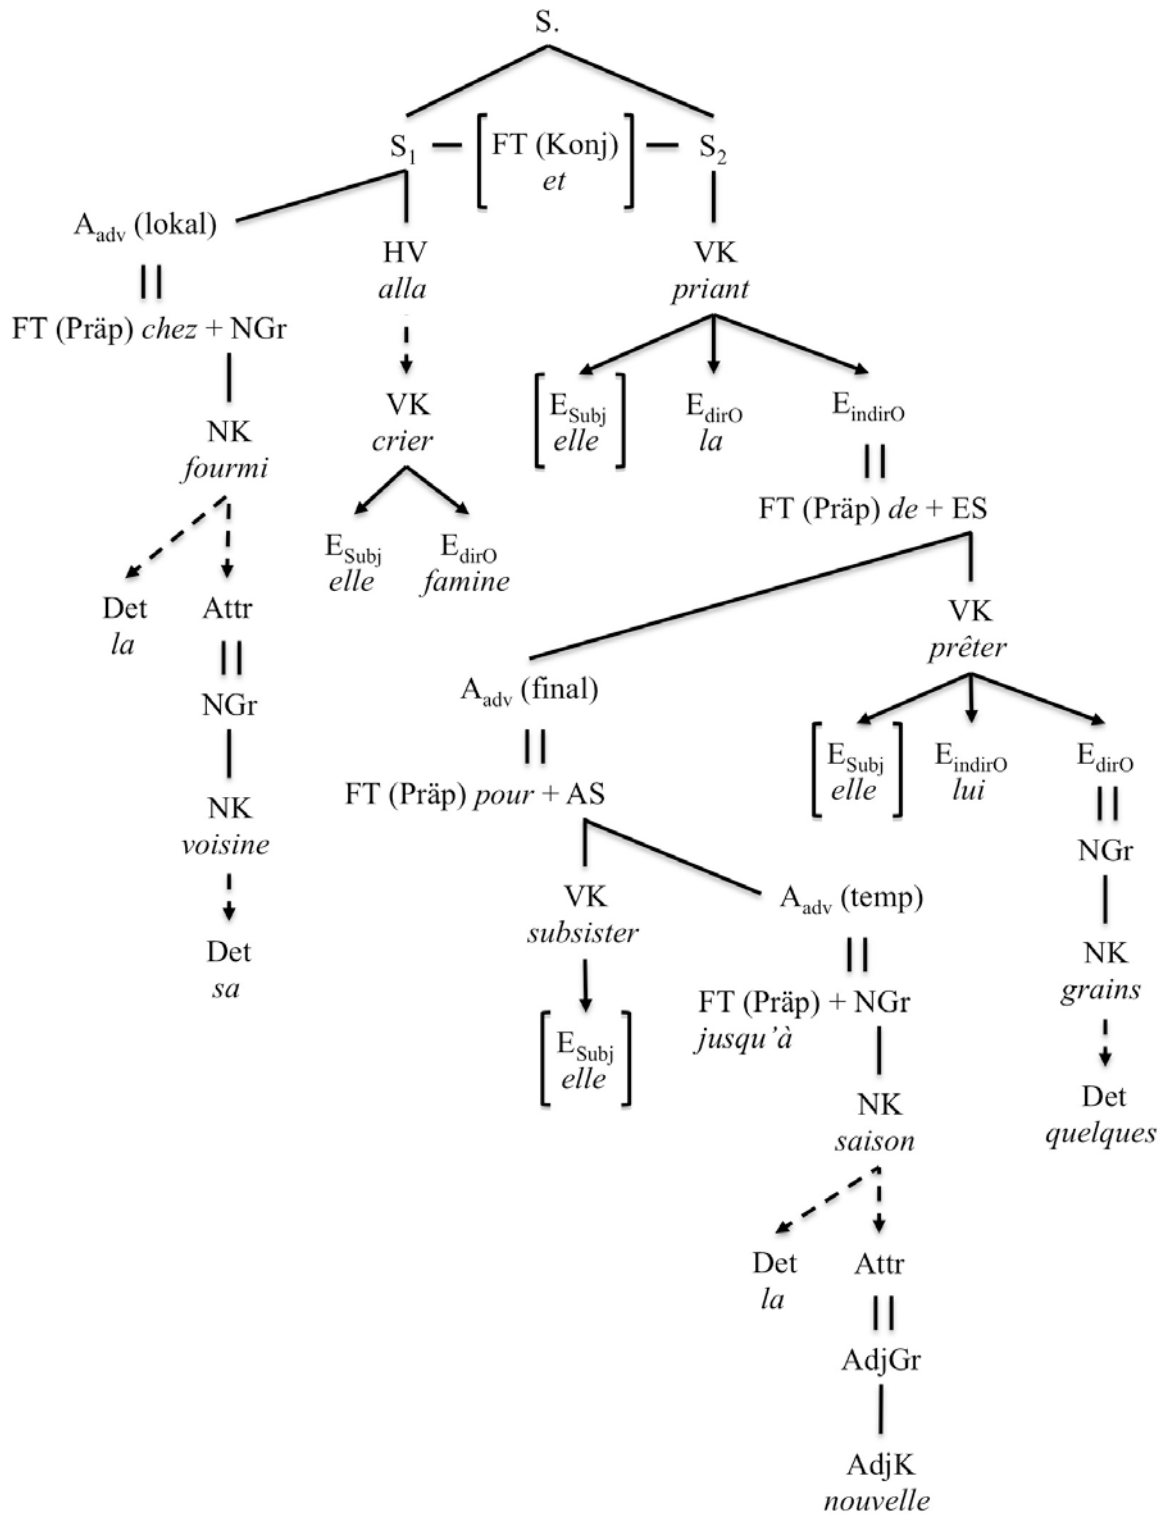 S.
S1 FT (Konj) S2
et
Aadv (lokal)
HV VK
alla priant
FT (Präp) chez + NGr
VK ESubj EdirO EindirO
crier elle la
NK
fourmi
FT (Präp) de + ES
ESubj EdirO
elle famine
Det Attr VK
la prêter
Aadv (final)
NGr
ESubj EindirO EdirO
elle lui
FT (Präp) pour + AS
NK
voisine
NGr
VK Aadv (temp)
subsister
Det NK
sa grains
FT (Präp) + NGr
jusqu’à
ESubj
elle
NK Det
saison quelques
Det Attr
la
AdjGr
AdjK
nouvelle